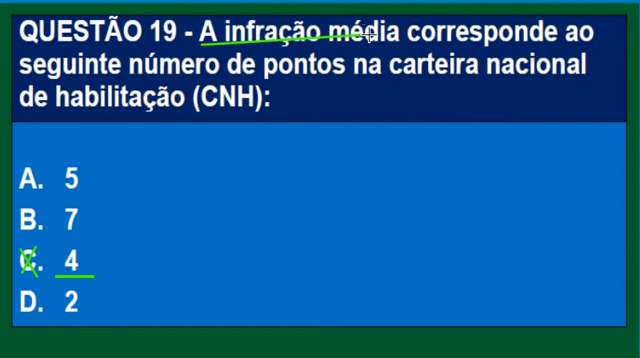 QUESTÃO 19 - A infração média corresponde ao
seguinte número de pontos na carteira nacional
de habilitação (CNH):
A. 5
B. 7
C. 4
D. 2